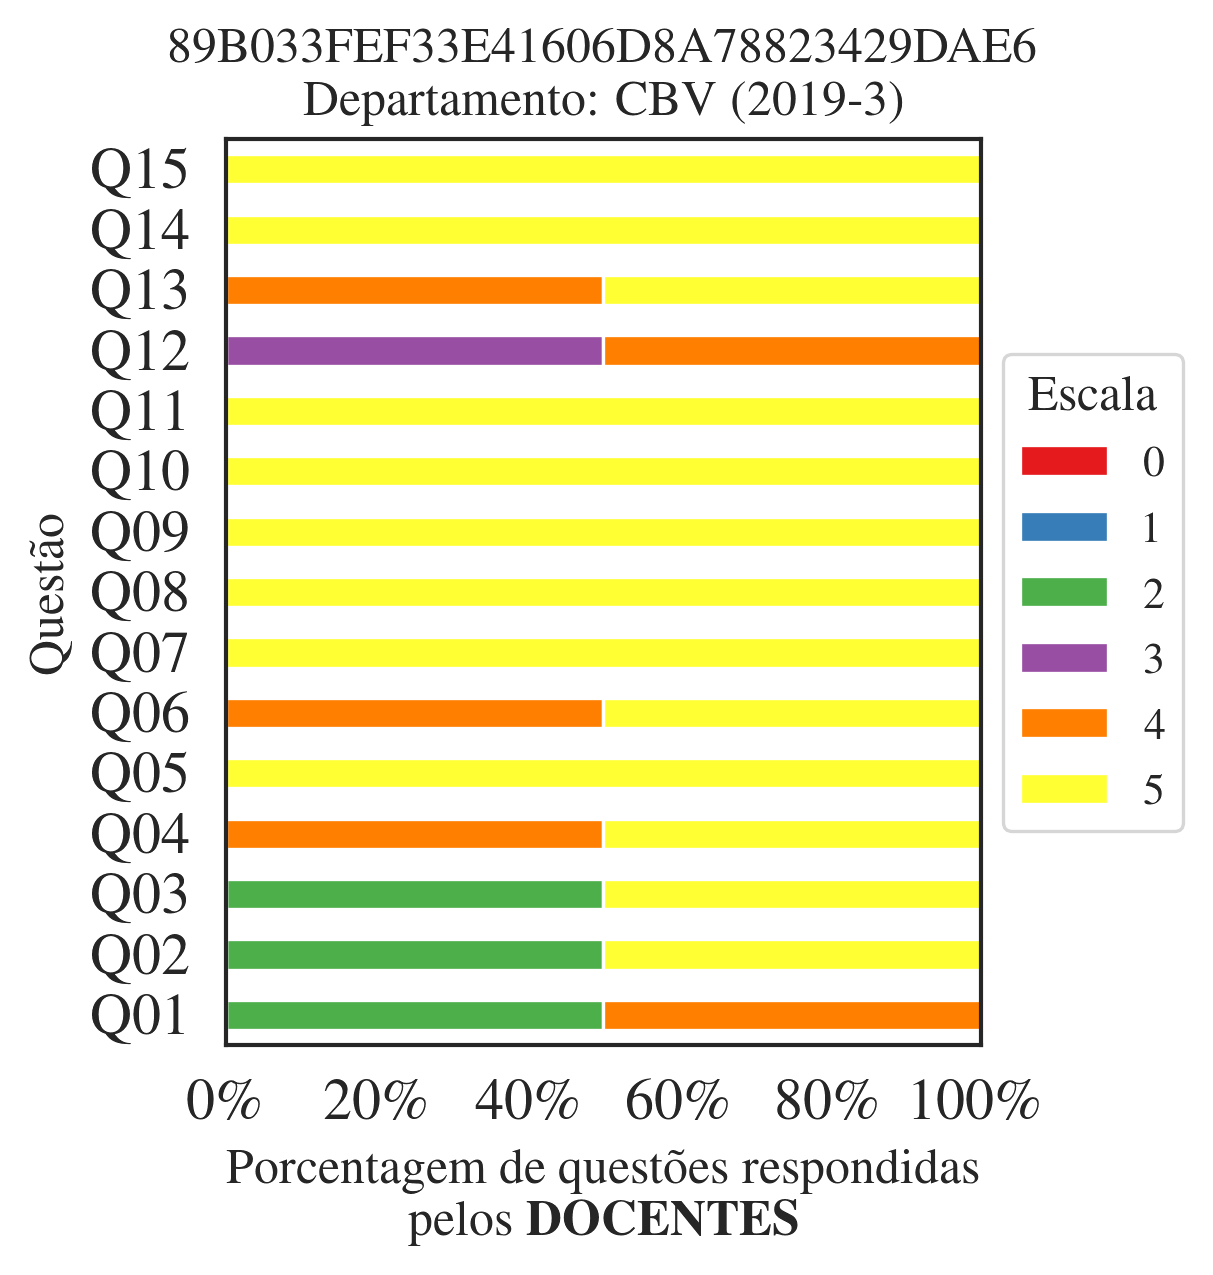 89B033FEF33E41606D8A78823429DAE6
Departamento: CBV (2019-3)
Q15
Q14
Q13
Q12
Q11
Q10
Q09
Q08
Q07
Q06
Q05
Q04
Q03
Q02
Q01
Questão
Escala
0
1
2
3
4
5
0% 20% 40% 60% 80% 100%
Porcentagem de questões respondidas
pelos DOCENTES